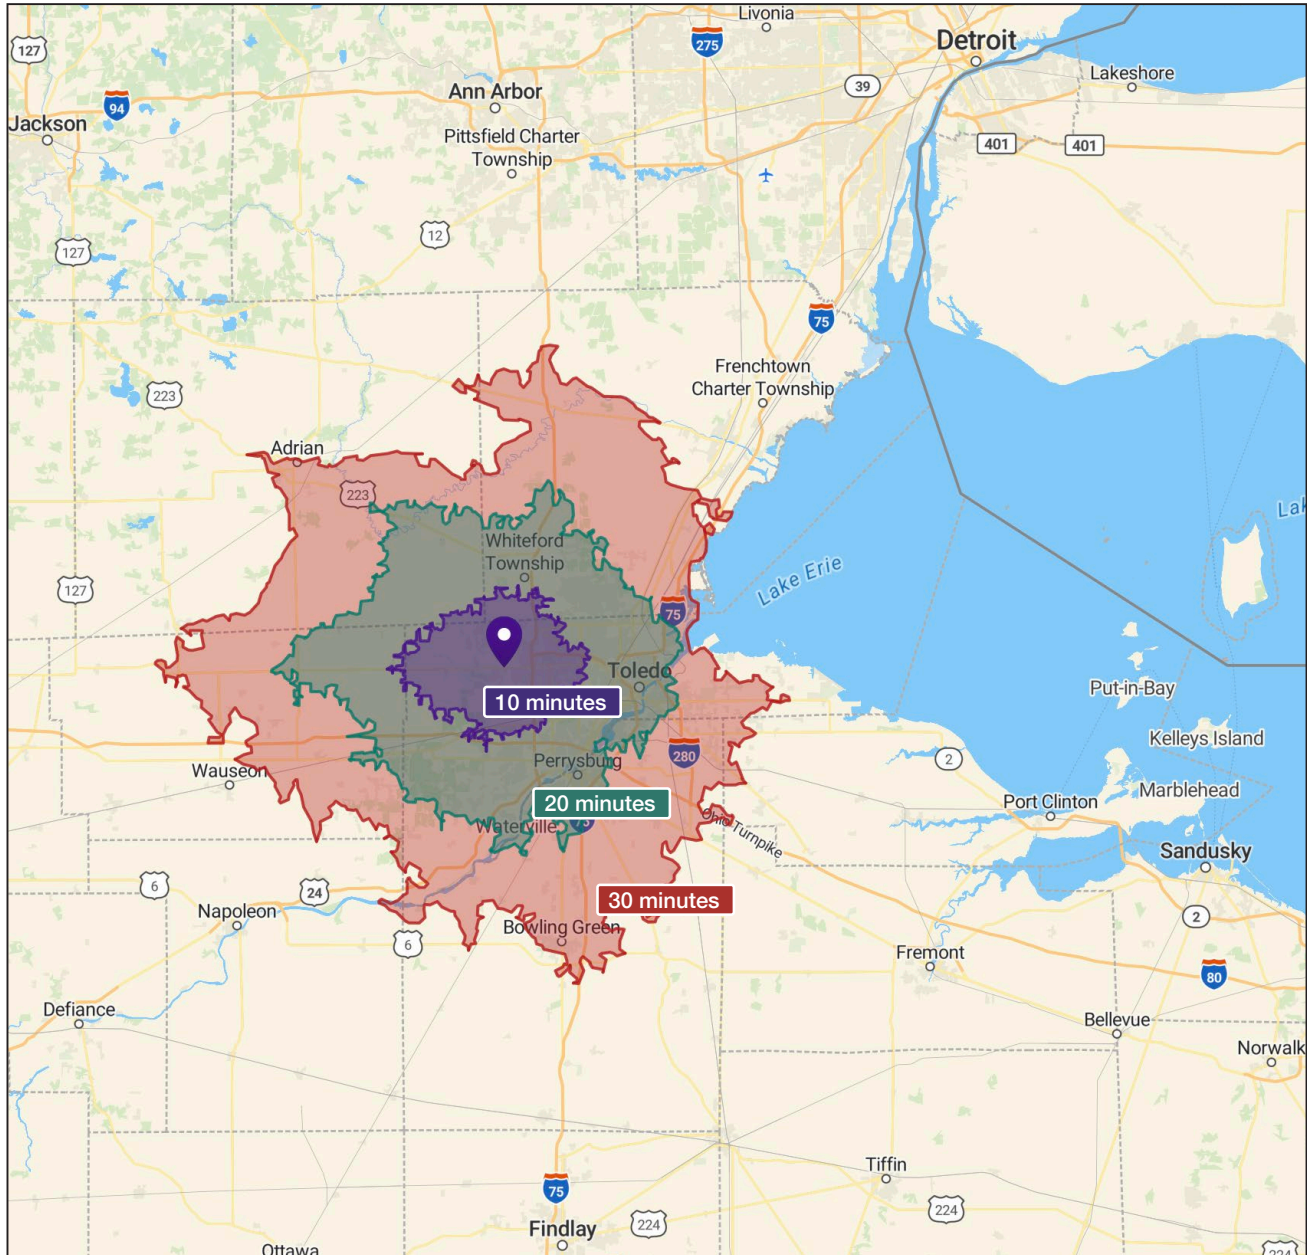 Livonia
127
275
Detroit
Lakeshore
94
Ann Arbor
39
Jackson
Pittsfield Charter
Township
401
401
12
127
75
223
Frenchtown
Charter Township
Adrian
223
Lak
Whiteford
Township
Lake Erie
127
75
Toledo
Put-in-Bay
10 minutes
Kelleys Island
280
2
Perrysburg
Wauseon
Marblehead
20 minutes
Port Clinton
75
Waterville
Ohio Turnpike
Sandusky
6
24
30 minutes
Napoleon
2
Bowling Green
6
Fremont
80
Defiance
Bellevue
Norwalk
Tiffin
75
224
224
Findlay
Ottawa
224